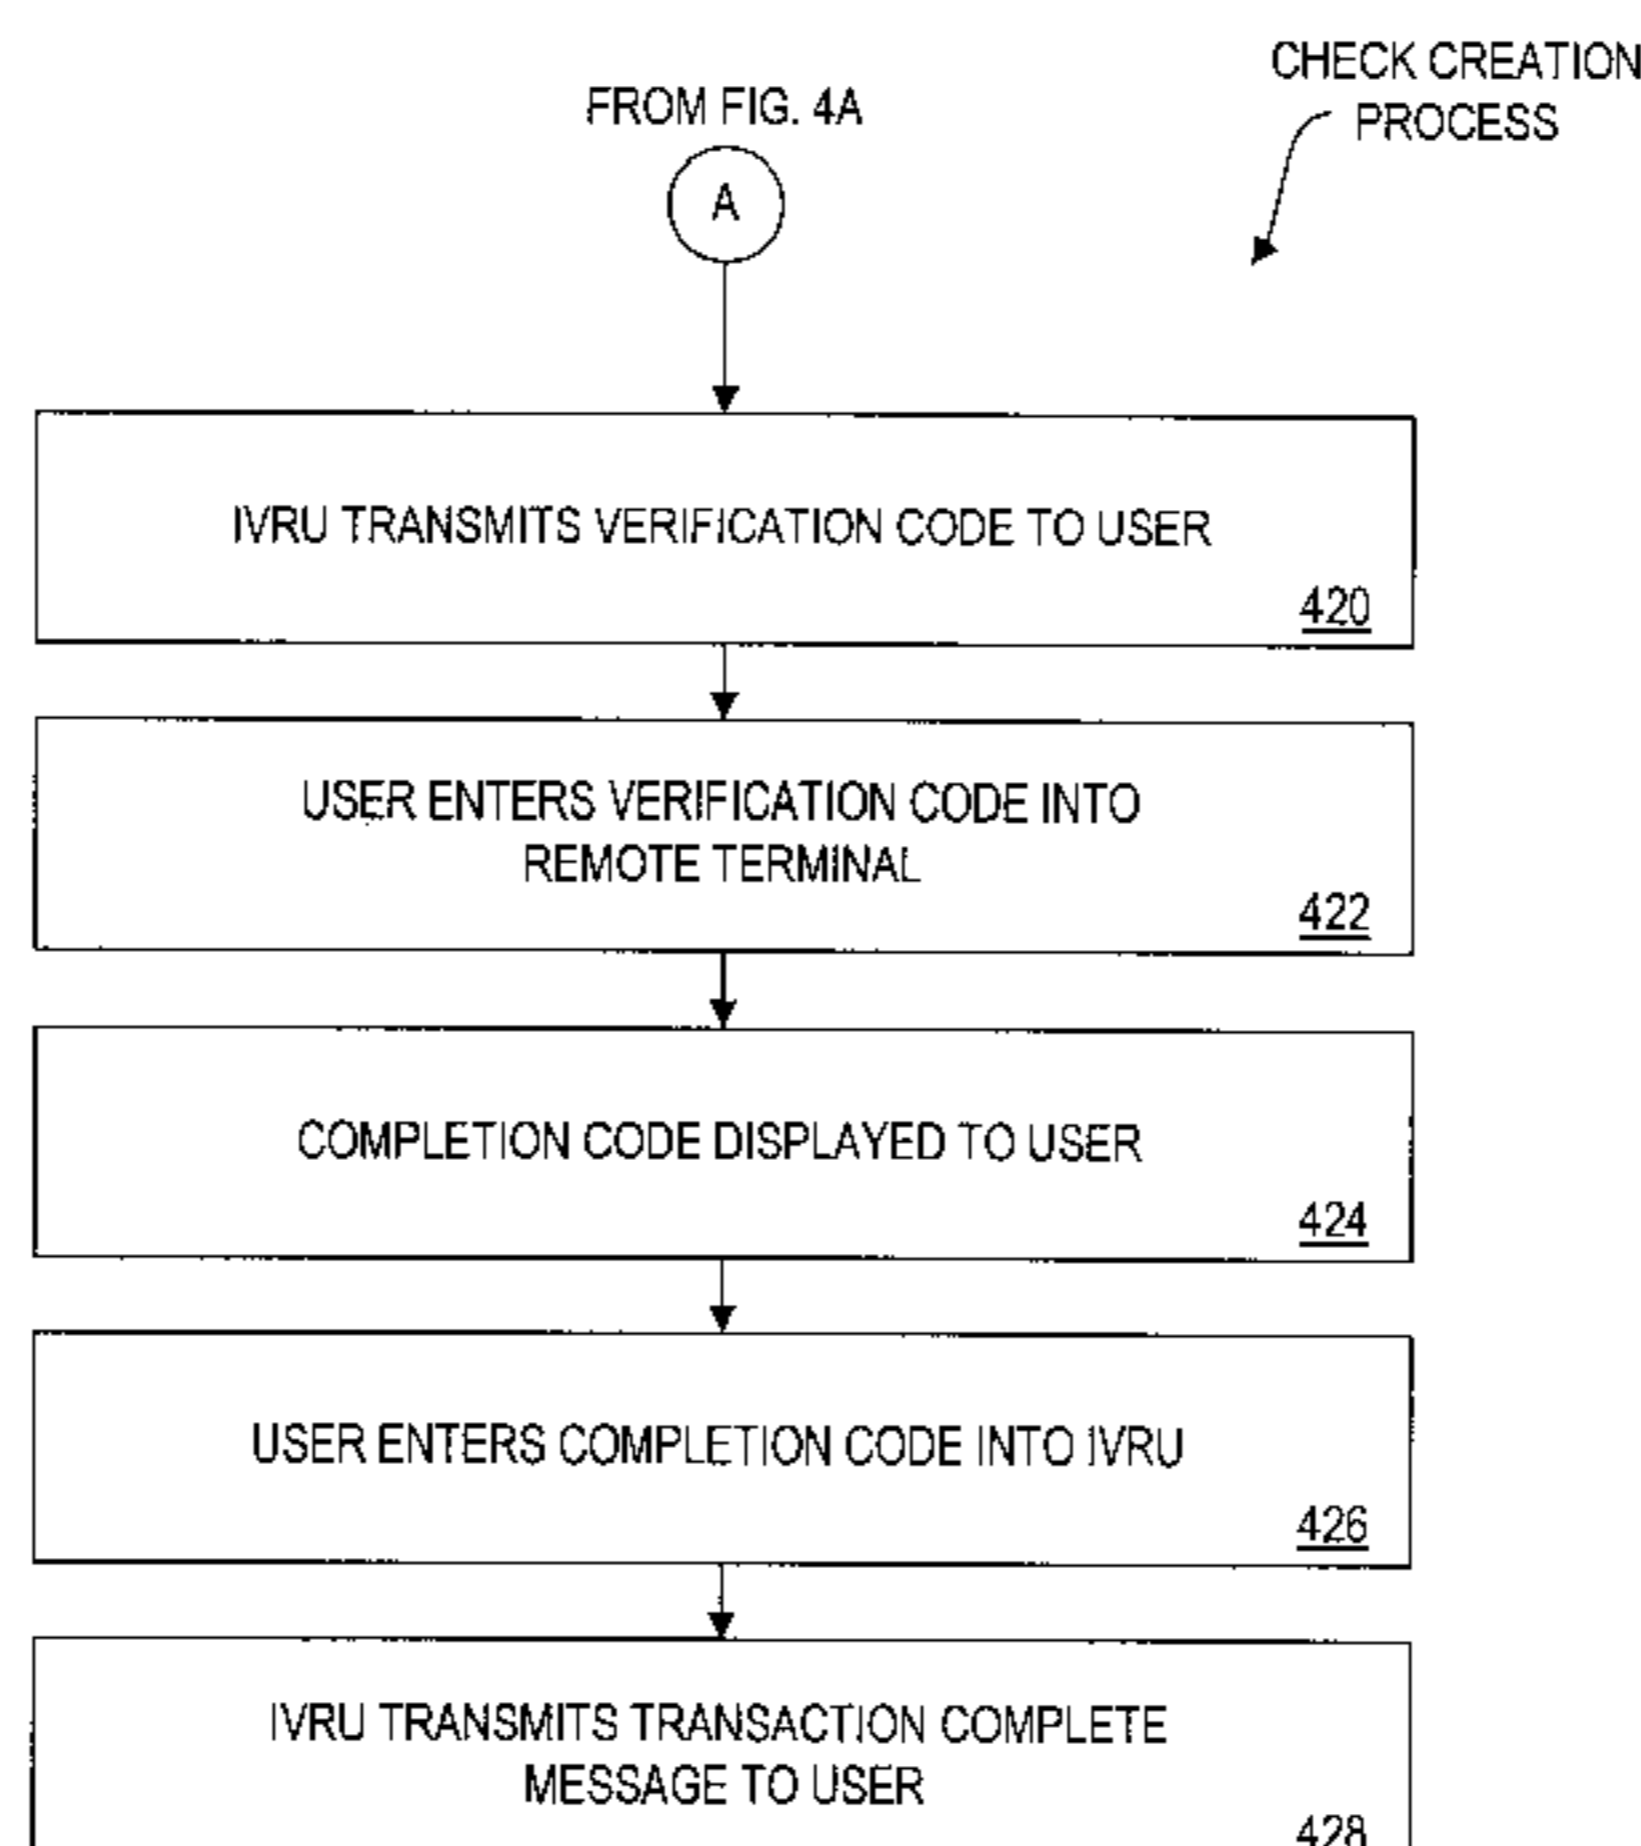 CHECK CREATION
PROCESS
FROM FIG. 4A
A
IVRU TRANSMITS VERIFICATION CODE TO USER
420
USER ENTERS VERIFICATION CODE INTO
REMOTE TERMINAL
422
COMPLETION CODE DISPLAYED TO USER
424
USER ENTERS COMPLETION CODE INTO IVRU
426
IVRU TRANSMITS TRANSACTION COMPLETE
MESSAGE TO USER
428